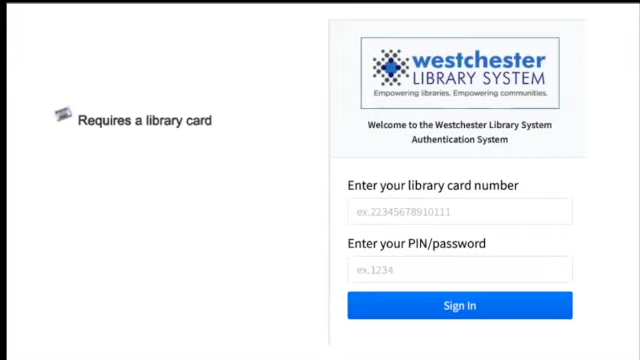 Requires a library card
westchester
LIBRARY SYSTEM
Empowering libraries. Empowering communities.
Welcome to the Westchester Library System
Authentication System
Enter your library card number
ex.22345678910111
Enter your PIN/password
ex.1234
Sign In